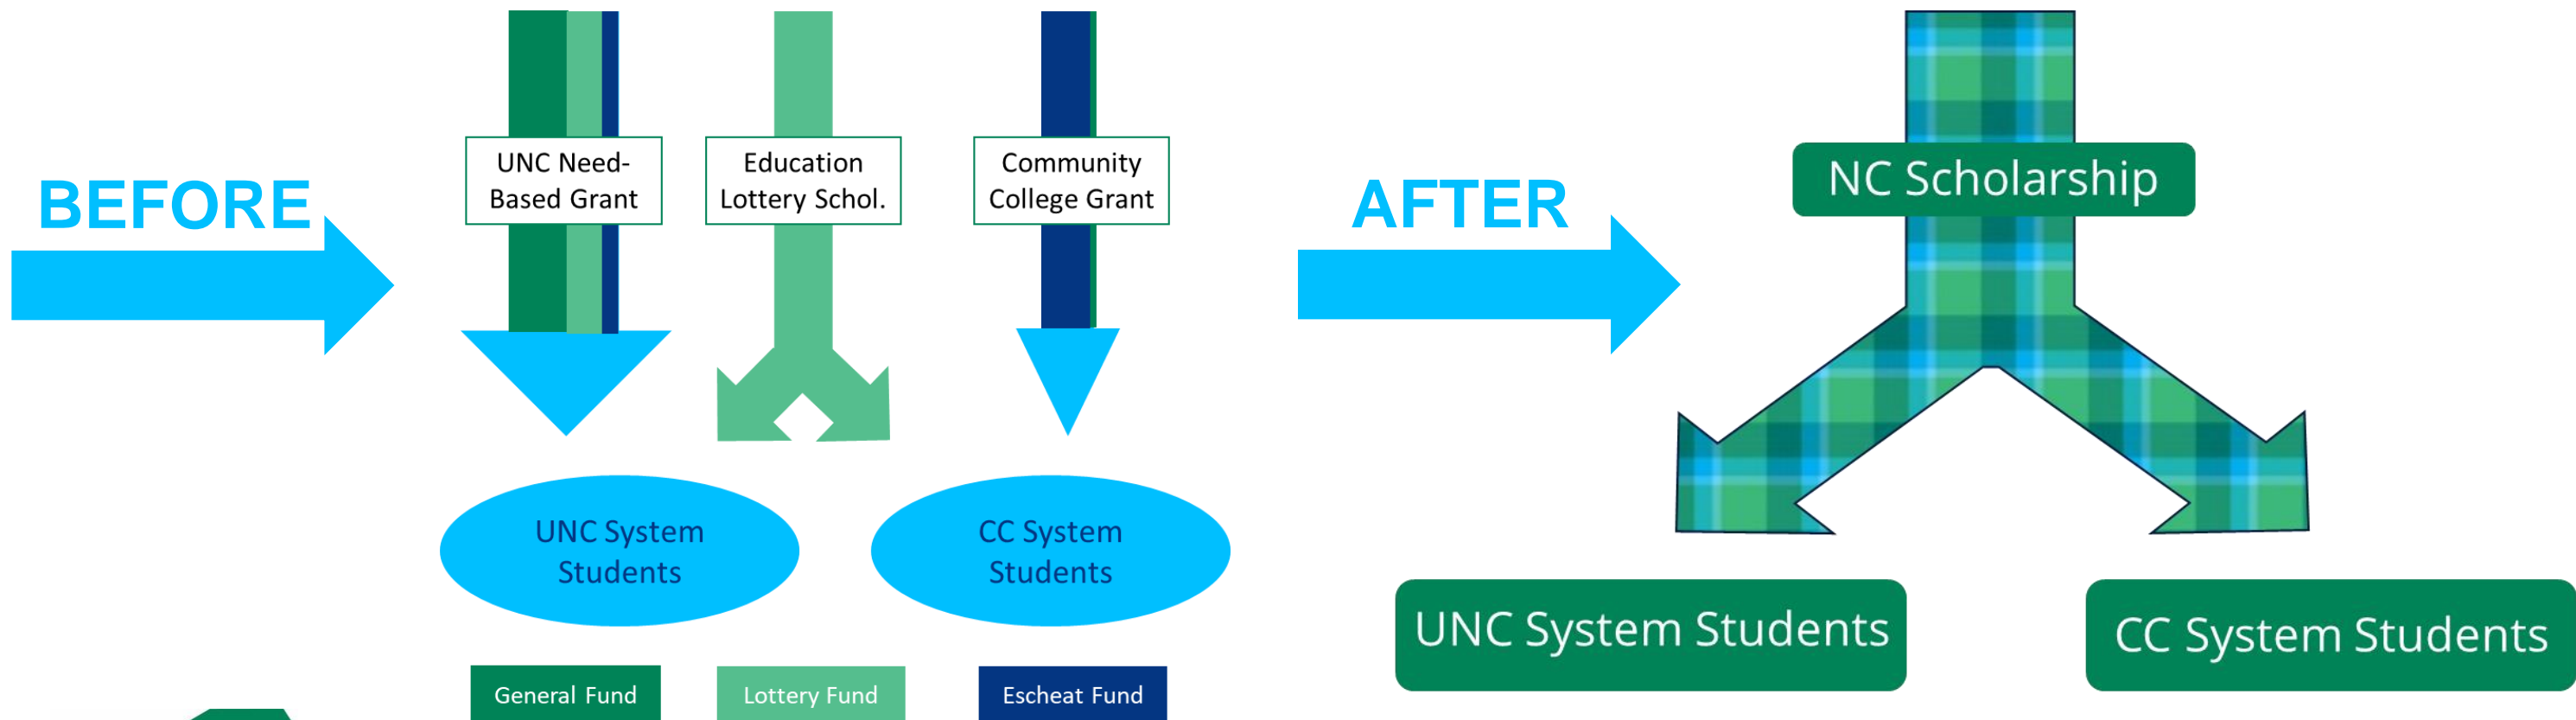 BEFORE
UNC Need-
Based Grant
Education
Lottery Schol.
Community
College Grant
UNC System
Students
CC System
Students
General Fund
Lottery Fund
Escheat Fund
AFTER
NC Scholarship
UNC System Students
CC System Students